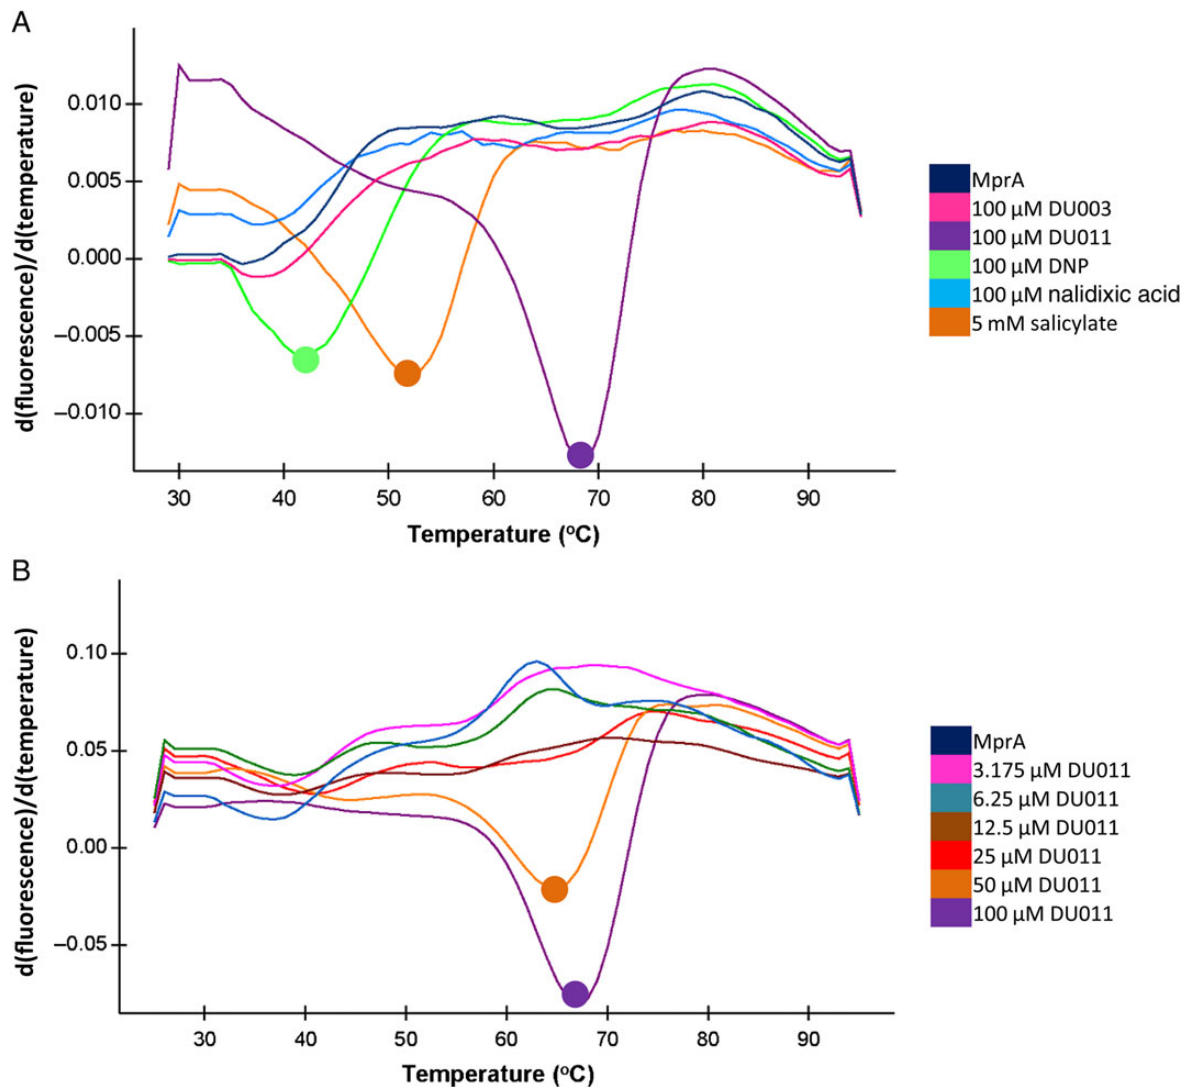 A
d(fluorescence)/d(temperature)
0.010
0.005
0.000
−0.005
−0.010
30 40 50 60 70 80 90
Temperature (ºC)
MprA
100 µM DU003
100 µM DU011
100 µM DNP
100 µM nalidixic acid
5 mM salicylate
B
d(fluorescence)/d(temperature)
0.10
0.05
0.00
−0.05
30 40 50 60 70 80 90
Temperature (ºC)
MprA
3.175 µM DU011
6.25 µM DU011
12.5 µM DU011
25 µM DU011
50 µM DU011
100 µM DU011